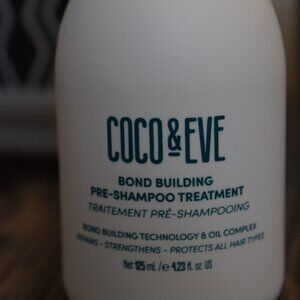 COCO & EVE
BOND BUILDING
PRE-SHAMPOO TREATMENT
TRAITEMENT PRÉ-SHAMPOOING
BOND BUILDING TECHNOLOGY & OIL COMPLEX
REPAIRS - STRENGTHENS - PROTECTS ALL HAIR TYPES
Net 125 mL / ℮ 4.23 fl. oz. US